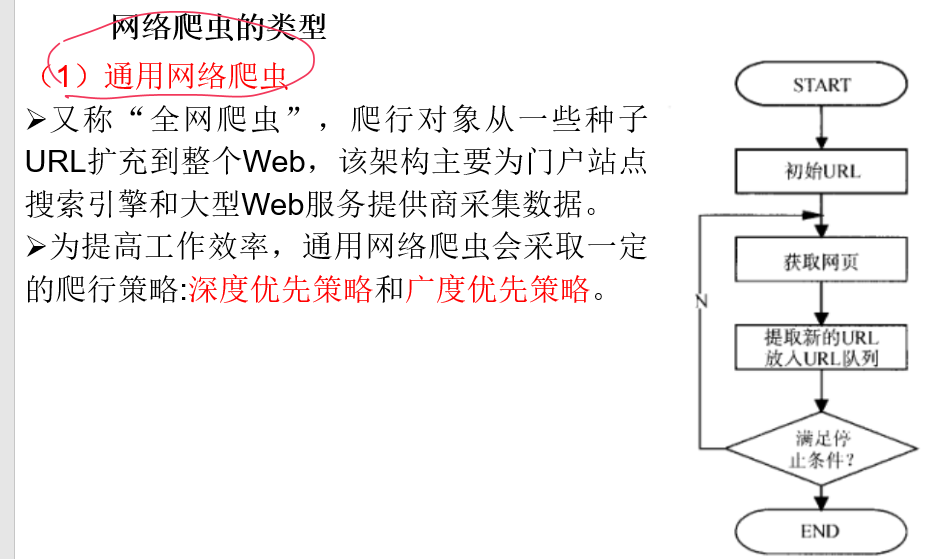 网络爬虫的类型
（1）通用网络爬虫
➢又称“全网爬虫”，爬行对象从一些种子
URL扩充到整个Web，该架构主要为门户站点
搜索引擎和大型Web服务提供商采集数据。
➢为提高工作效率，通用网络爬虫会采取一定
的爬行策略:深度优先策略和广度优先策略。
START
初始URL
获取网页
N
提取新的URL
放入URL队列
满足停
止条件?
END